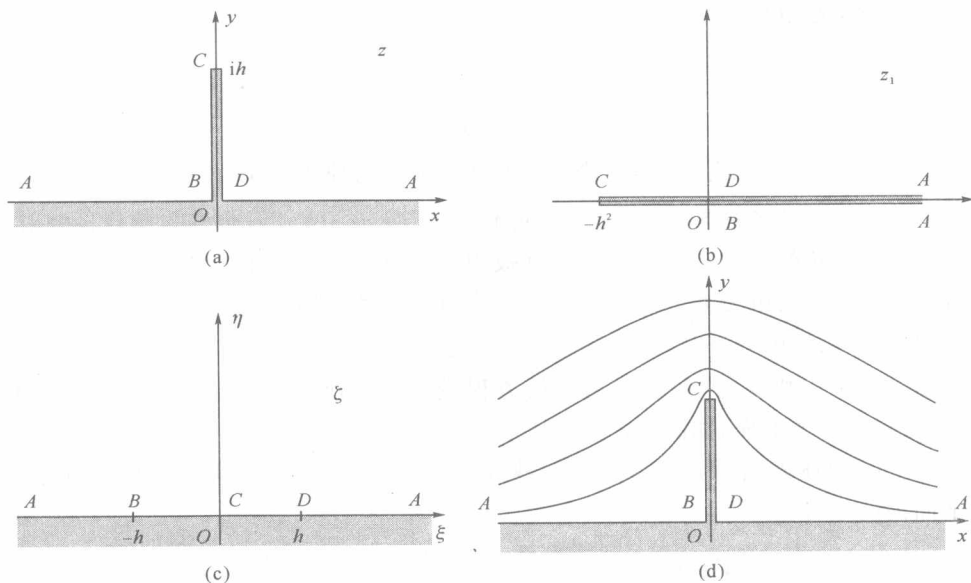 y
C ih z
A B D A
O x
(a)
z₁
C D A
-h² O B A
(b)
η
ζ
A B C D A
-h O h ξ
(c)
y
C
A B D A
O x
(d)